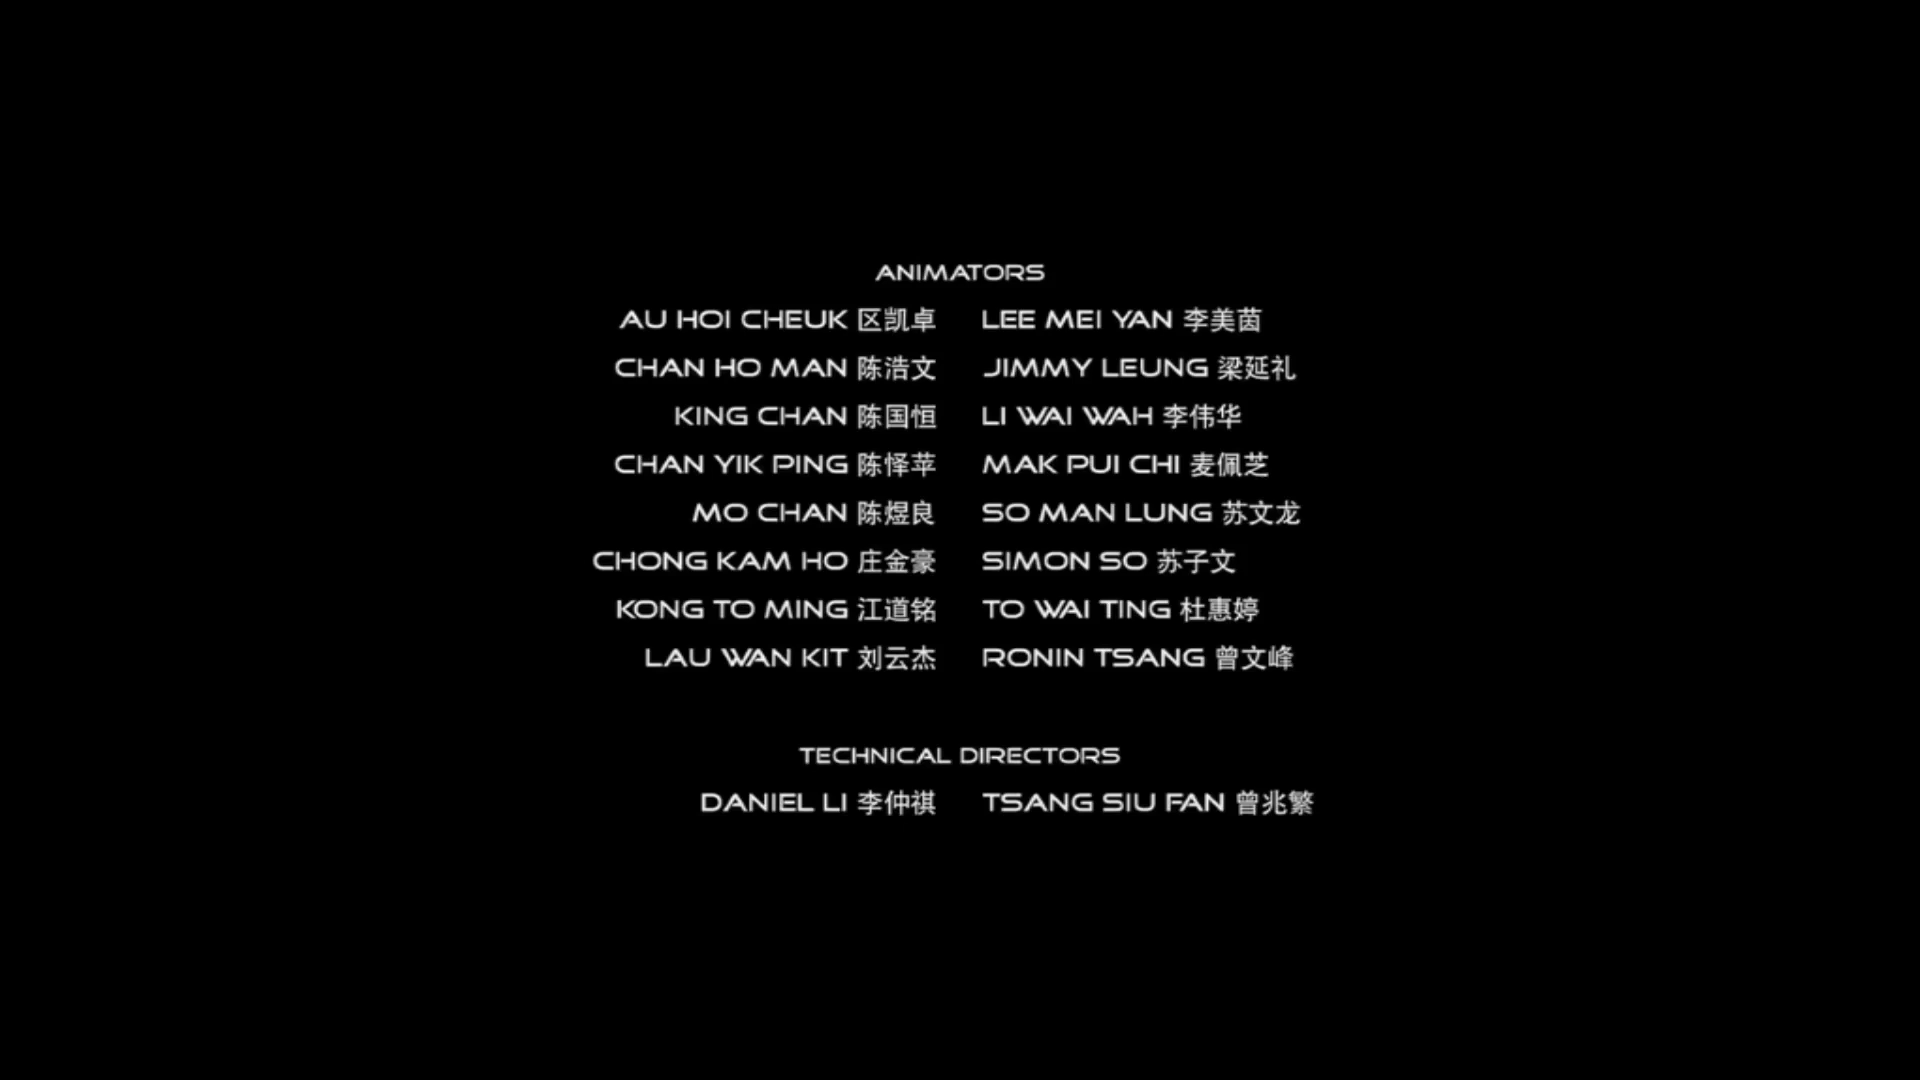 ANIMATORS
AU HOI CHEUK 区凯卓 LEE MEI YAN 李美茵
CHAN HO MAN 陈浩文 JIMMY LEUNG 梁延礼
KING CHAN 陈国恒 LI WAI WAH 李伟华
CHAN YIK PING 陈怿苹 MAK PUI CHI 麦佩芝
MO CHAN 陈煜良 SO MAN LUNG 苏文龙
CHONG KAM HO 庄金豪 SIMON SO 苏子文
KONG TO MING 江道铭 TO WAI TING 杜惠婷
LAU WAN KIT 刘云杰 RONIN TSANG 曾文峰
TECHNICAL DIRECTORS
DANIEL LI 李仲祺 TSANG SIU FAN 曾兆繁